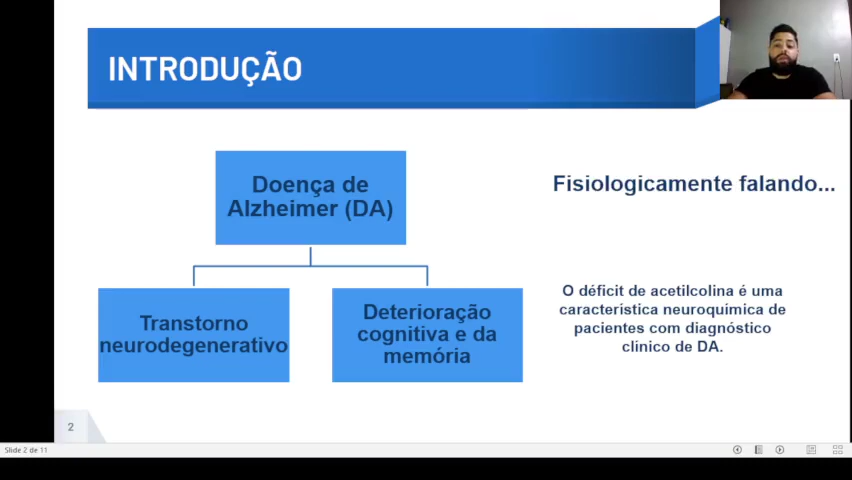 INTRODUÇÃO
Doença de
Alzheimer (DA)
Transtorno
neurodegenerativo
Deterioração
cognitiva e da
memória
Fisiologicamente falando...
O déficit de acetilcolina é uma
característica neuroquímica de
pacientes com diagnóstico
clínico de DA.
2
Slide 2 de 11